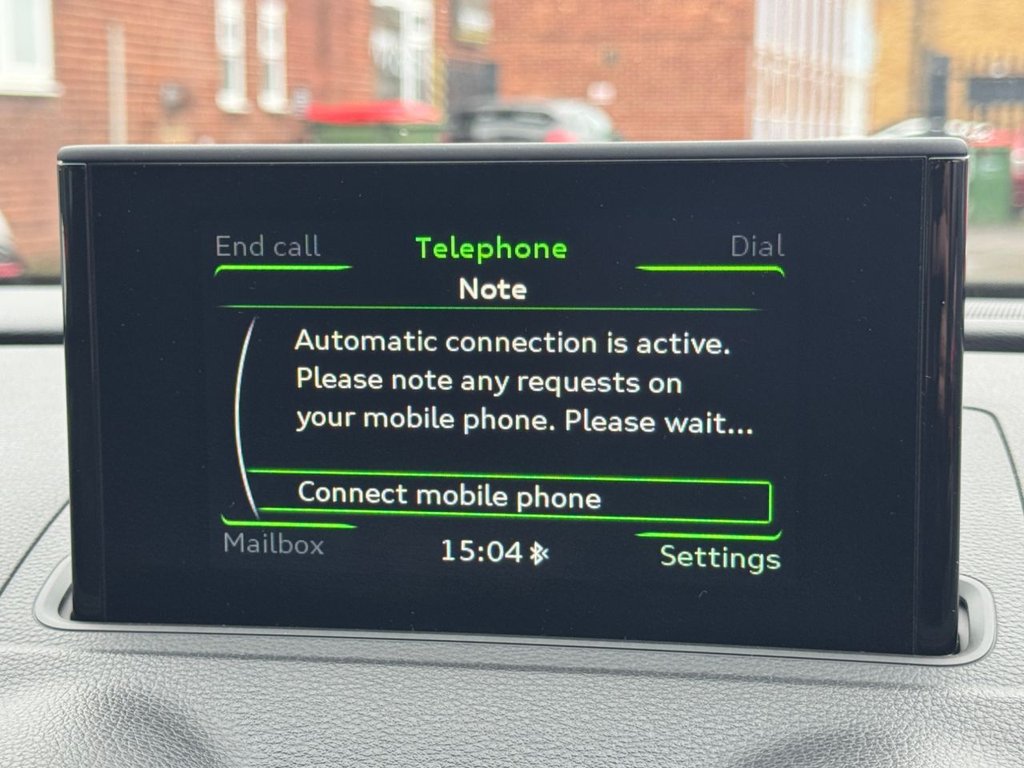 End call Telephone Dial
Note
Automatic connection is active.
Please note any requests on
your mobile phone. Please wait...
Connect mobile phone
Mailbox 15:04 Settings